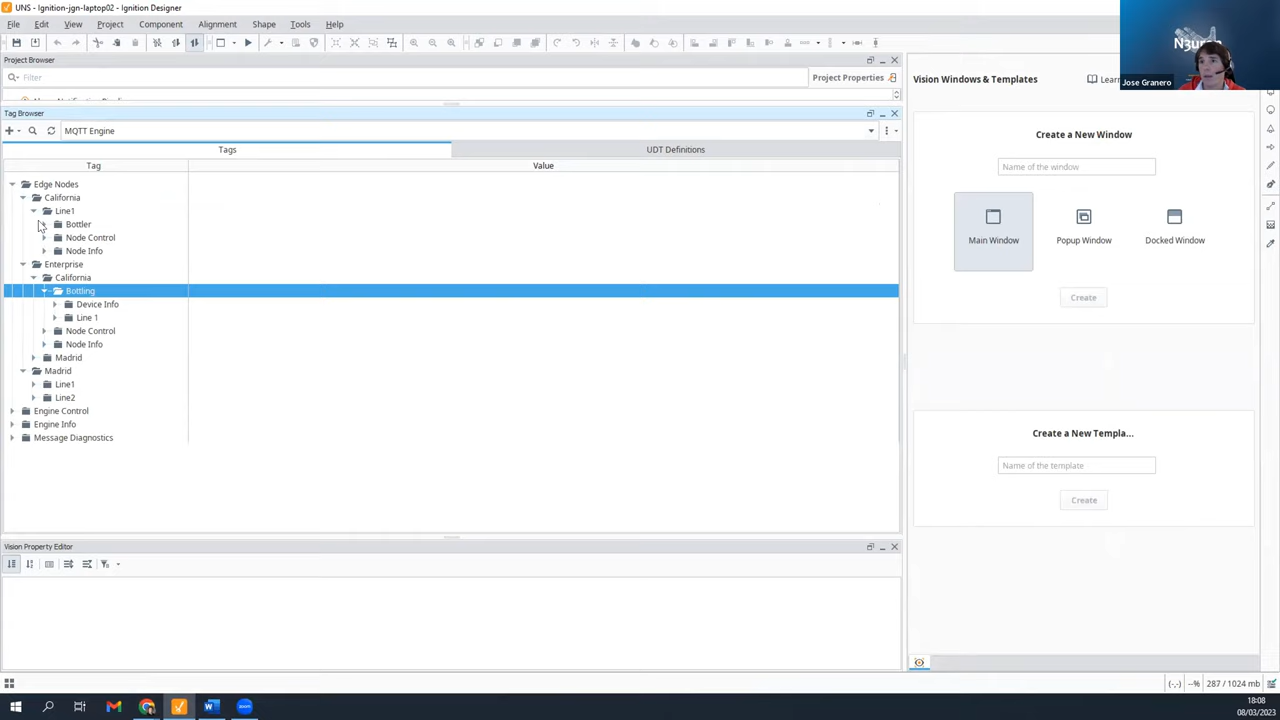 UNS - Ignition-jgn-laptop02 - Ignition Designer
File Edit View Project Component Alignment Shape Tools Help
N3uron
Jose Granero
Project Browser
Filter
Project Properties
Vision Windows & Templates
Learn
Tag Browser
MQTT Engine
Tags
UDT Definitions
Tag
Value
Edge Nodes
California
Line1
Bottler
Node Control
Node Info
Enterprise
California
Bottling
Device Info
Line 1
Node Control
Node Info
Madrid
Madrid
Line1
Line2
Engine Control
Engine Info
Message Diagnostics
Create a New Window
Name of the window
Main Window
Popup Window
Docked Window
Create
Create a New Templa...
Name of the template
Create
Vision Property Editor
(-,-) --% 287 / 1024 mb
18:08
08/03/2023